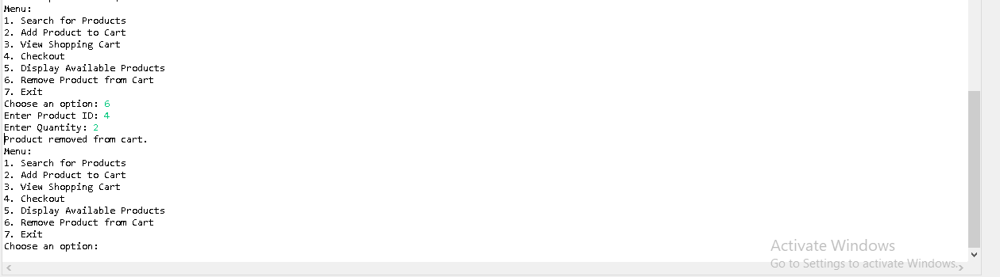 Menu:
1. Search for Products
2. Add Product to Cart
3. View Shopping Cart
4. Checkout
5. Display Available Products
6. Remove Product from Cart
7. Exit
Choose an option: 6
Enter Product ID: 4
Enter Quantity: 2
Product removed from cart.
Menu:
1. Search for Products
2. Add Product to Cart
3. View Shopping Cart
4. Checkout
5. Display Available Products
6. Remove Product from Cart
7. Exit
Choose an option:
Activate Windows
Go to Settings to activate Windows.